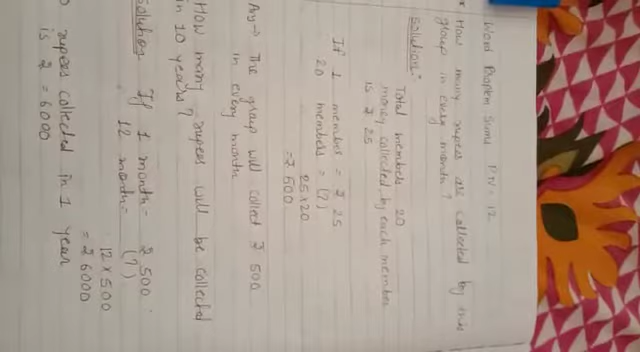 Word Problem Sums P.N - 12
* How many rupees are collected by this
group in every month?
Solution:
Total members 20
money collected by each member
is ₹ 25
If 1 member = ₹ 25
20 members = (?)
25 × 20
= ₹ 500
Ans → The group will collect ₹ 500
in every month
How many rupees will be collected
in 10 years?
Solution If 1 month = ₹ 500
12 month = (?)
12 × 500
= ₹ 6000
rupees collected in 1 year
is ₹ = 6000